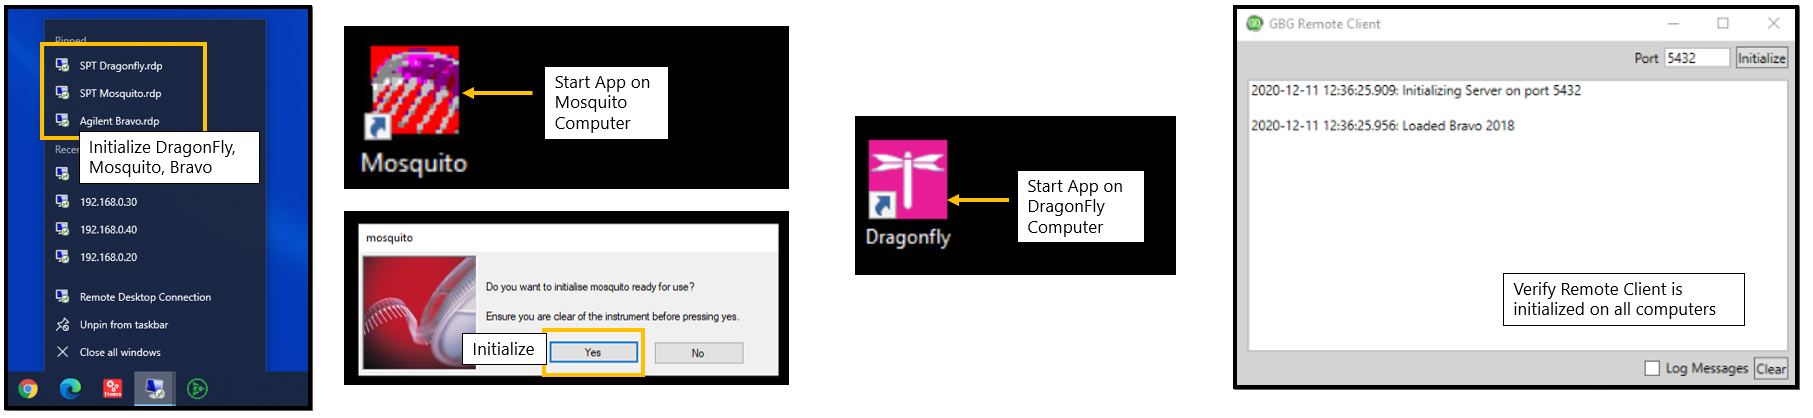 Pinned
SPT Dragonfly.rdp
SPT Mosquito.rdp
Agilent Bravo.rdp
Initialize DragonFly,
Mosquito, Bravo
192.168.0.30
192.168.0.40
192.168.0.20
Remote Desktop Connection
Unpin from taskbar
Close all windows
Mosquito
Start App on
Mosquito
Computer
mosquito
Do you want to initialise mosquito ready for use?
Ensure you are clear of the instrument before pressing yes.
Initialize
Yes
No
Dragonfly
Start App on
DragonFly
Computer
GBG Remote Client
Port 5432 Initialize
2020-12-11 12:36:25.909: Initializing Server on port 5432
2020-12-11 12:36:25.956: Loaded Bravo 2018
Verify Remote Client is
initialized on all computers
Log Messages Clear